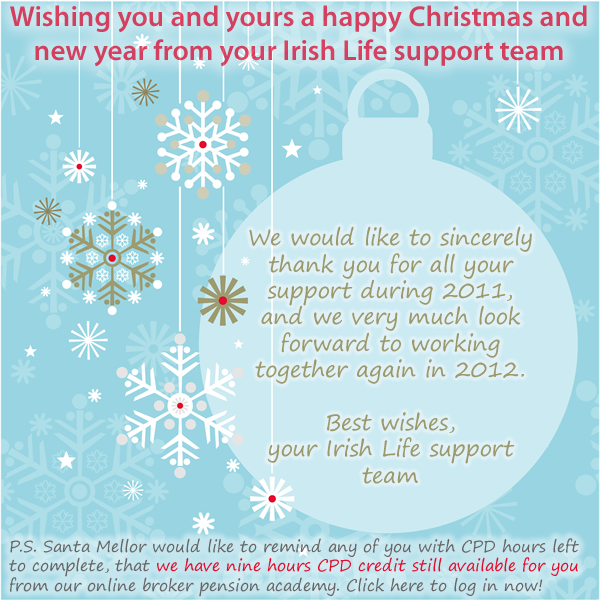 Wishing you and yours a happy Christmas and
new year from your Irish Life support team
We would like to sincerely
thank you for all your
support during 2011,
and we very much look
forward to working
together again in 2012.
Best wishes,
your Irish Life support
team
P.S. Santa Mellor would like to remind any of you with CPD hours left
to complete, that we have nine hours CPD credit still available for you
from our online broker pension academy. Click here to log in now!